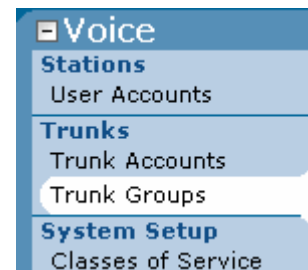 Voice
Stations
User Accounts
Trunks
Trunk Accounts
Trunk Groups
System Setup
Classes of Service